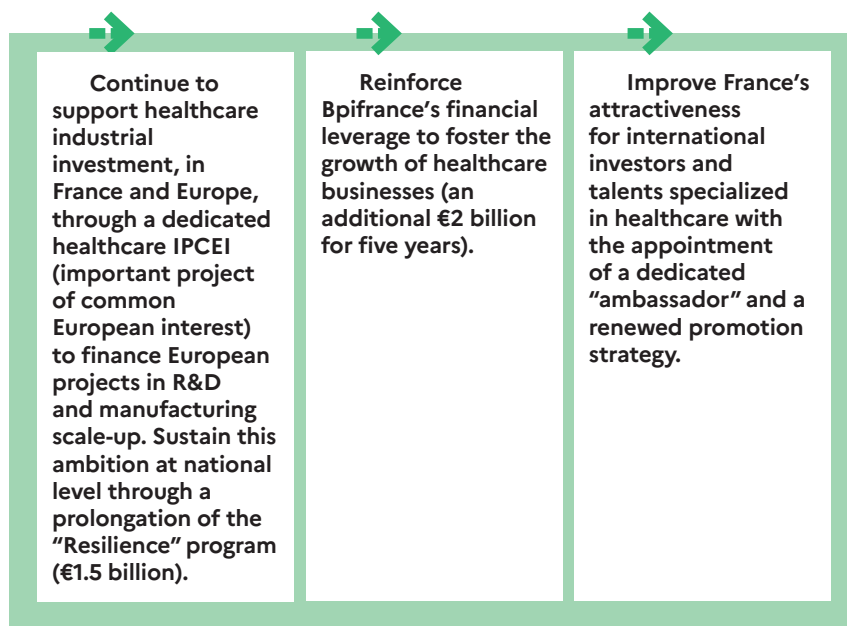 Continue to
support healthcare
industrial
investment, in
France and Europe,
through a dedicated
healthcare IPCEI
(important project
of common
European interest)
to finance European
projects in R&D
and manufacturing
scale-up. Sustain this
ambition at national
level through a
prolongation of the
“Resilience” program
(€1.5 billion).
Reinforce
Bpifrance’s financial
leverage to foster the
growth of healthcare
businesses (an
additional €2 billion
for five years).
Improve France’s
attractiveness
for international
investors and
talents specialized
in healthcare with
the appointment
of a dedicated
“ambassador” and a
renewed promotion
strategy.